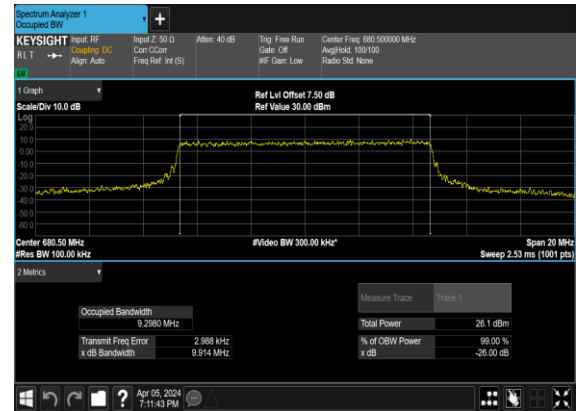 Spectrum Analyzer 1
Occupied BW
KEYSIGHT
RLT
Input: RF
Coupling: DC
Align: Auto
Input Z: 50 Ω
Corr CCorr
Freq Ref: Int (S)
Atten: 40 dB
Trig: Free Run
Gate: Off
#IF Gain: Low
Center Freq: 680.500000 MHz
Avg|Hold: 100/100
Radio Std: None
1 Graph
Scale/Div 10.0 dB
Ref Lvl Offset 7.50 dB
Ref Value 30.00 dBm
Log
20.0
10.0
0.00
-10.0
-20.0
-30.0
-40.0
-50.0
-60.0
Center 680.50 MHz
#Video BW 300.00 kHz*
Span 20 MHz
#Res BW 100.00 kHz
Sweep 2.53 ms (1001 pts)
2 Metrics
Measure Trace Trace 1
Occupied Bandwidth
9.2980 MHz
Total Power 26.1 dBm
Transmit Freq Error 2.988 kHz
% of OBW Power 99.00 %
x dB Bandwidth 9.914 MHz
x dB -26.00 dB
?
Apr 05, 2024
7:11:43 PM